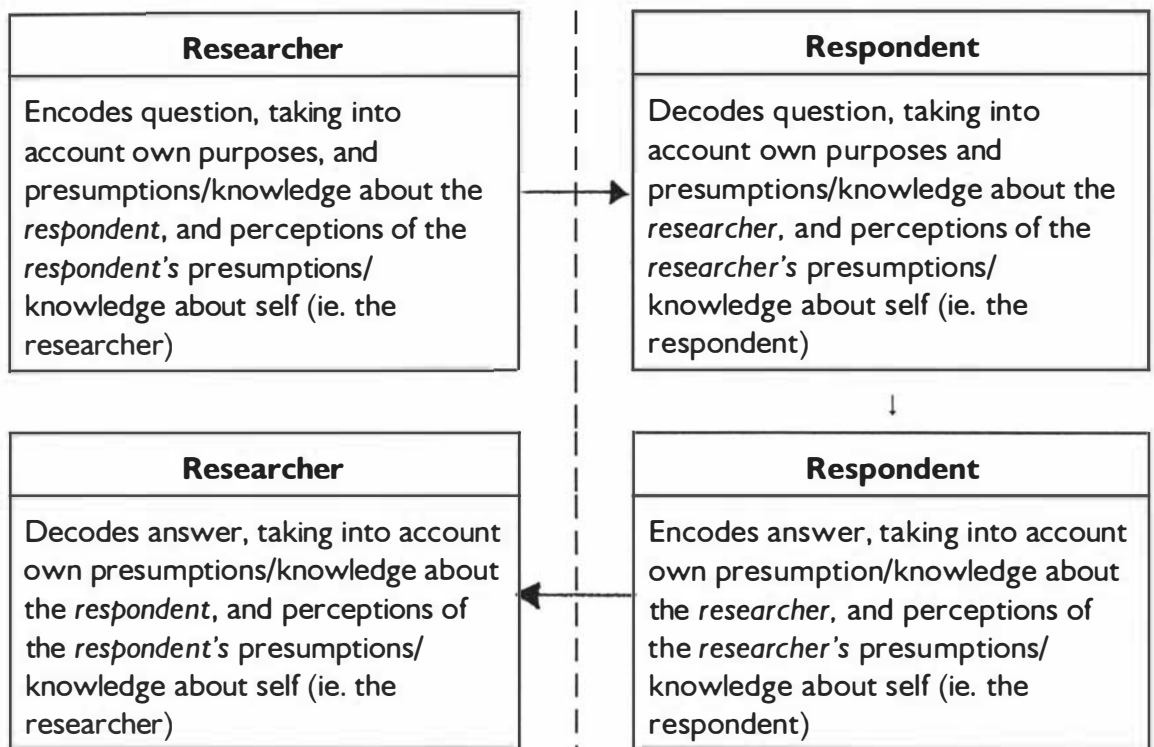 Researcher
Encodes question, taking into
account own purposes, and
presumptions/knowledge about the
respondent, and perceptions of the
respondent's presumptions/
knowledge about self (ie. the
researcher)
Respondent
Decodes question, taking into
account own purposes and
presumptions/knowledge about the
researcher, and perceptions of the
researcher's presumptions/
knowledge about self (ie. the
respondent)
↓
Respondent
Encodes answer, taking into account
own presumption/knowledge about
the researcher, and perceptions of
the researcher's presumptions/
knowledge about self (ie. the
respondent)
Researcher
Decodes answer, taking into account
own presumptions/knowledge about
the respondent, and perceptions of
the respondent's presumptions/
knowledge about self (ie. the
researcher)